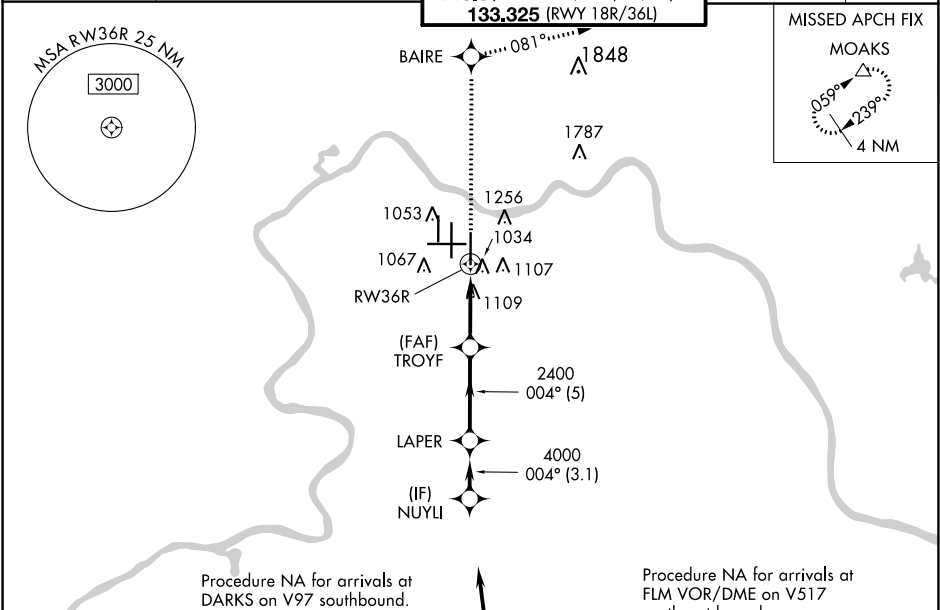 133.325 (RWY 18R/36L)
MSA RW36R 25 NM
3000
BAIRE
081°
1848
MISSED APCH FIX
MOAKS
059°
239°
4 NM
1787
1256
1053
1034
1067
1107
RW36R
1109
(FAF)
TROYF
2400
004° (5)
LAPER
4000
004° (3.1)
(IF)
NUYLI
Procedure NA for arrivals at
DARKS on V97 southbound.
Procedure NA for arrivals at
FLM VOR/DME on V517